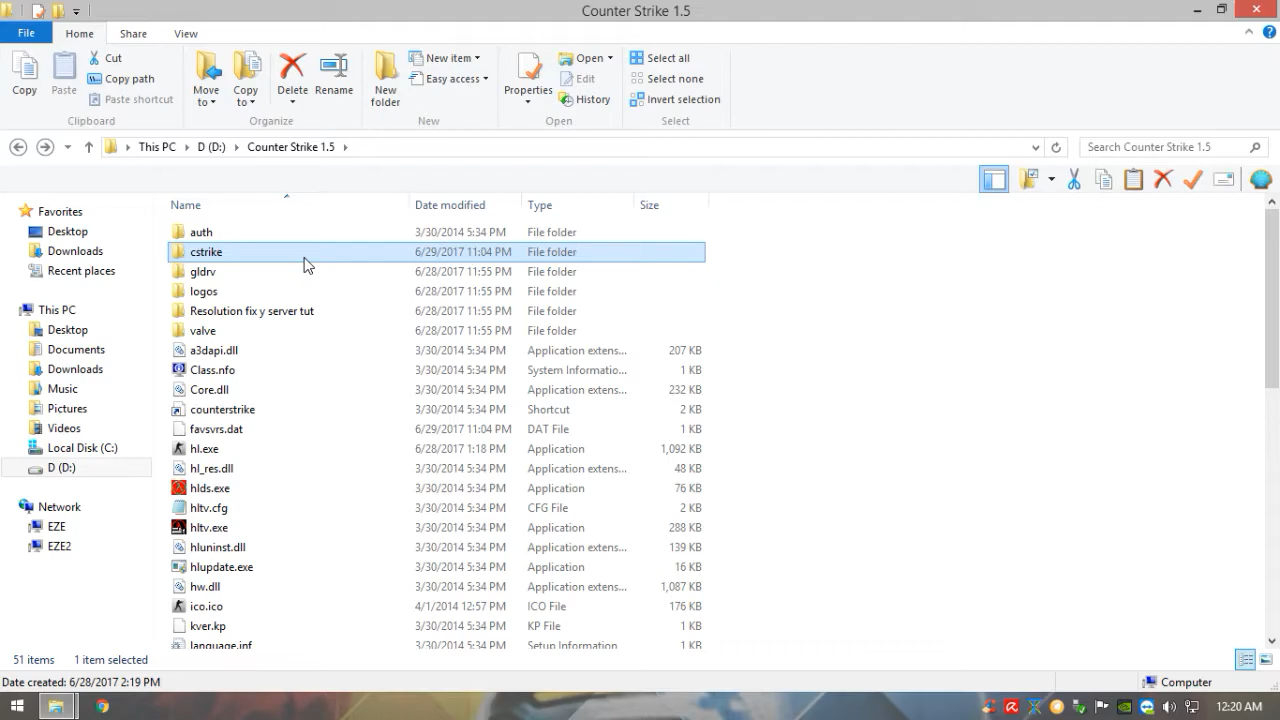 Counter Strike 1.5
File Home Share View
Copy Paste Cut Copy path Paste shortcut Move to Copy to Delete Rename New folder New item Easy access Properties Open Edit History Select all Select none Invert selection
Clipboard Organize New Open Select
This PC D (D:) Counter Strike 1.5 Search Counter Strike 1.5
Name Date modified Type Size
Favorites
Desktop
Downloads
Recent places
This PC
Desktop
Documents
Downloads
Music
Pictures
Videos
Local Disk (C:)
D (D:)
Network
EZE
EZE2
auth 3/30/2014 5:34 PM File folder
cstrike 6/29/2017 11:04 PM File folder
gldrv 6/28/2017 11:55 PM File folder
logos 6/28/2017 11:55 PM File folder
Resolution fix y server tut 6/28/2017 11:55 PM File folder
valve 6/28/2017 11:55 PM File folder
a3dapi.dll 3/30/2014 5:34 PM Application extens... 207 KB
Class.nfo 3/30/2014 5:34 PM System Informatio... 1 KB
Core.dll 3/30/2014 5:34 PM Application extens... 232 KB
counterstrike 3/30/2014 5:34 PM Shortcut 2 KB
favsvrs.dat 6/29/2017 11:04 PM DAT File 1 KB
hl.exe 6/28/2017 1:18 PM Application 1,092 KB
hl_res.dll 3/30/2014 5:34 PM Application extens... 48 KB
hlds.exe 3/30/2014 5:34 PM Application 76 KB
hltv.cfg 3/30/2014 5:34 PM CFG File 2 KB
hltv.exe 3/30/2014 5:34 PM Application 288 KB
hluninst.dll 3/30/2014 5:34 PM Application extens... 139 KB
hlupdate.exe 3/30/2014 5:34 PM Application 16 KB
hw.dll 3/30/2014 5:34 PM Application extens... 1,087 KB
ico.ico 4/1/2014 12:57 PM ICO File 176 KB
kver.kp 3/30/2014 5:34 PM KP File 1 KB
language.inf 3/30/2014 5:34 PM Setup Information 1 KB
51 items 1 item selected
Date created: 6/28/2017 2:19 PM Computer
12:20 AM